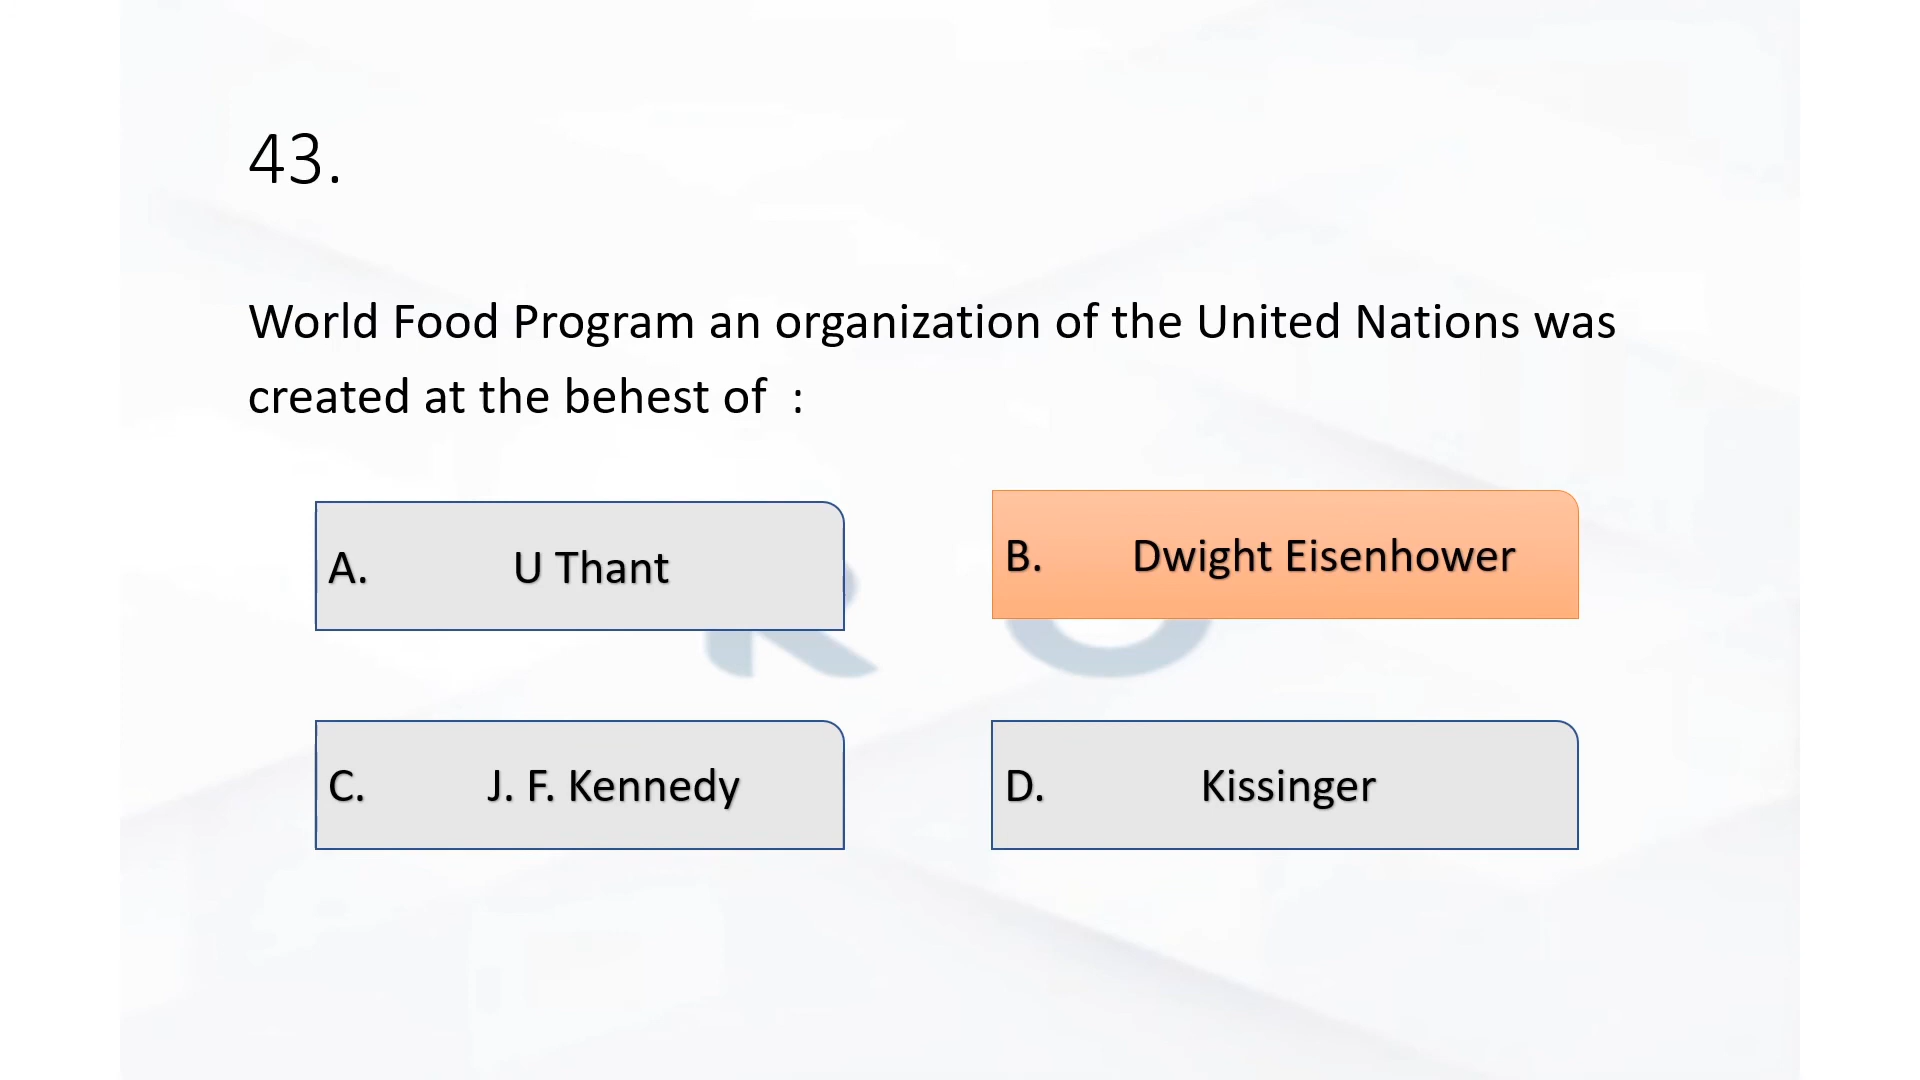 43.
World Food Program an organization of the United Nations was
created at the behest of  :
A. U Thant
B. Dwight Eisenhower
C. J. F. Kennedy
D. Kissinger